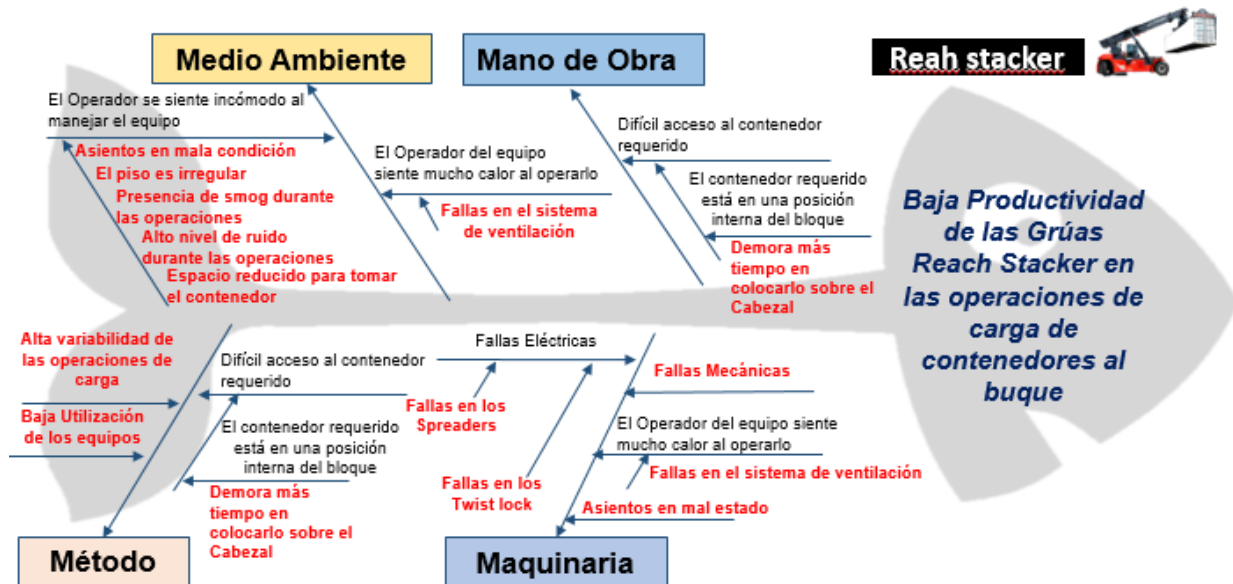 Medio Ambiente
Mano de Obra
Reah stacker
El Operador se siente incómodo al
manejar el equipo
Asientos en mala condición
El piso es irregular
Presencia de smog durante
las operaciones
Alto nivel de ruido
durante las operaciones
Espacio reducido para tomar
el contenedor
El Operador del equipo
siente mucho calor al operarlo
Fallas en el sistema
de ventilación
Difícil acceso al contenedor
requerido
El contenedor requerido
está en una posición
interna del bloque
Demora más
tiempo en
colocarlo sobre el
Cabezal
Baja Productividad
de las Grúas
Reach Stacker en
las operaciones de
carga de
contenedores al
buque
Alta variabilidad de
las operaciones de
carga
Baja Utilización
de los equipos
Difícil acceso al contenedor
requerido
El contenedor requerido
está en una posición
interna del bloque
Demora más
tiempo en
colocarlo sobre el
Cabezal
Fallas Eléctricas
Fallas en los
Spreaders
Fallas en los
Twist lock
Fallas Mecánicas
El Operador del equipo siente
mucho calor al operarlo
Fallas en el sistema de ventilación
Asientos en mal estado
Método
Maquinaria